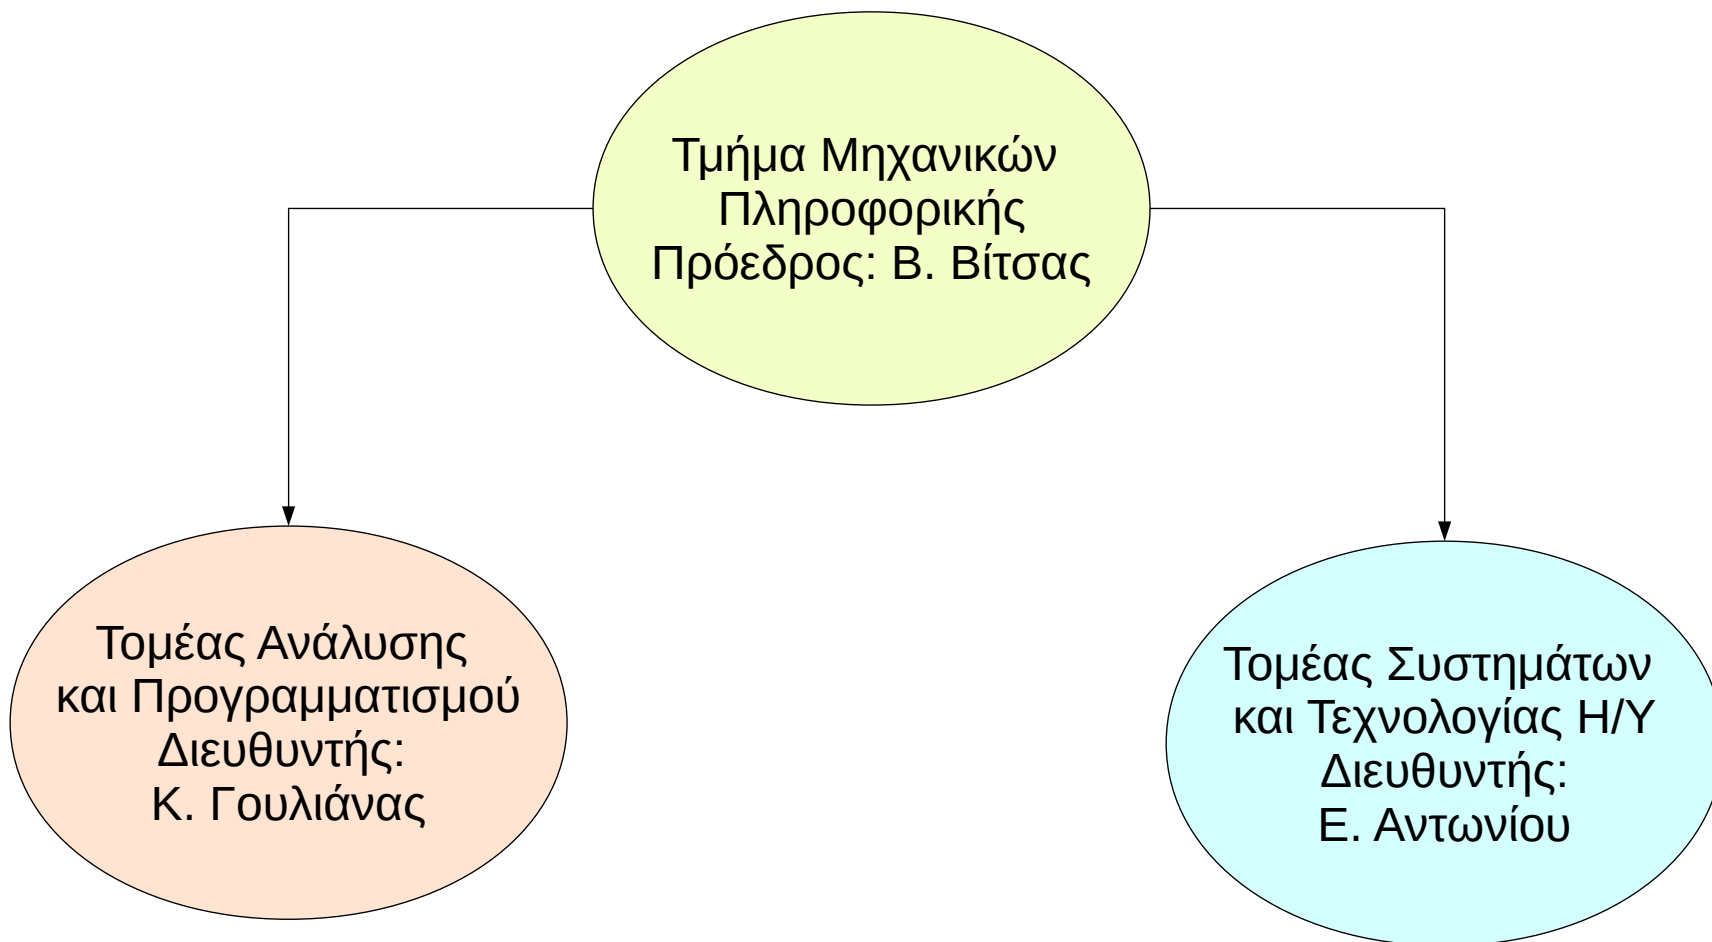 Τμήμα Μηχανικών
Πληροφορικής
Πρόεδρος: Β. Βίτσας
Τομέας Ανάλυσης
και Προγραμματισμού
Διευθυντής:
Κ. Γουλιάνας
Τομέας Συστημάτων
και Τεχνολογίας Η/Υ
Διευθυντής:
Ε. Αντωνίου